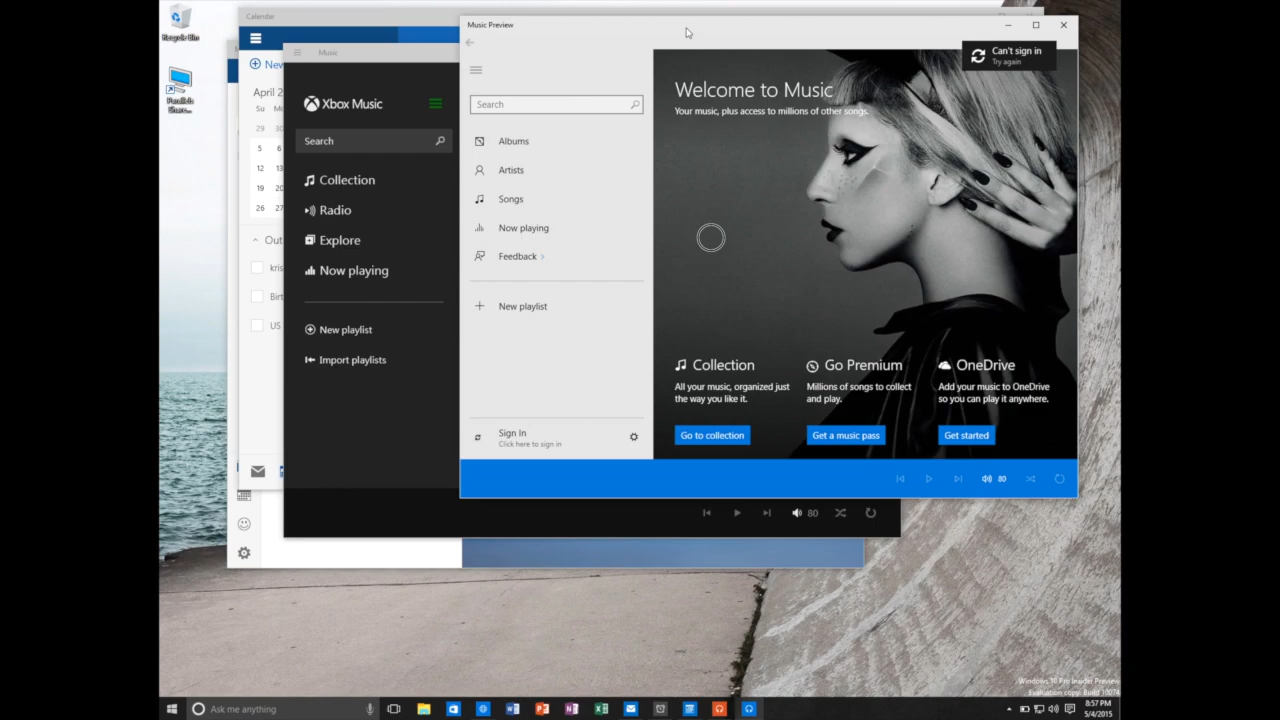 Recycle Bin
Parallels
Share...
Calendar
New
April 2
Su
29
5 6
12 13
19 20
26 27
Out
kris
Birt
US
Music
Xbox Music
Search
Collection
Radio
Explore
Now playing
New playlist
Import playlists
80
Music Preview
Search
Albums
Artists
Songs
Now playing
Feedback
New playlist
Sign In
Click here to sign in
Welcome to Music
Your music, plus access to millions of other songs.
Can't sign in
Try again
Collection
All your music, organized just
the way you like it.
Go to collection
Go Premium
Millions of songs to collect
and play.
Get a music pass
OneDrive
Add your music to OneDrive
so you can play it anywhere.
Get started
80
Windows 10 Pro Insider Preview
Evaluation copy. Build 10074
Ask me anything
8:57 PM
5/4/2015